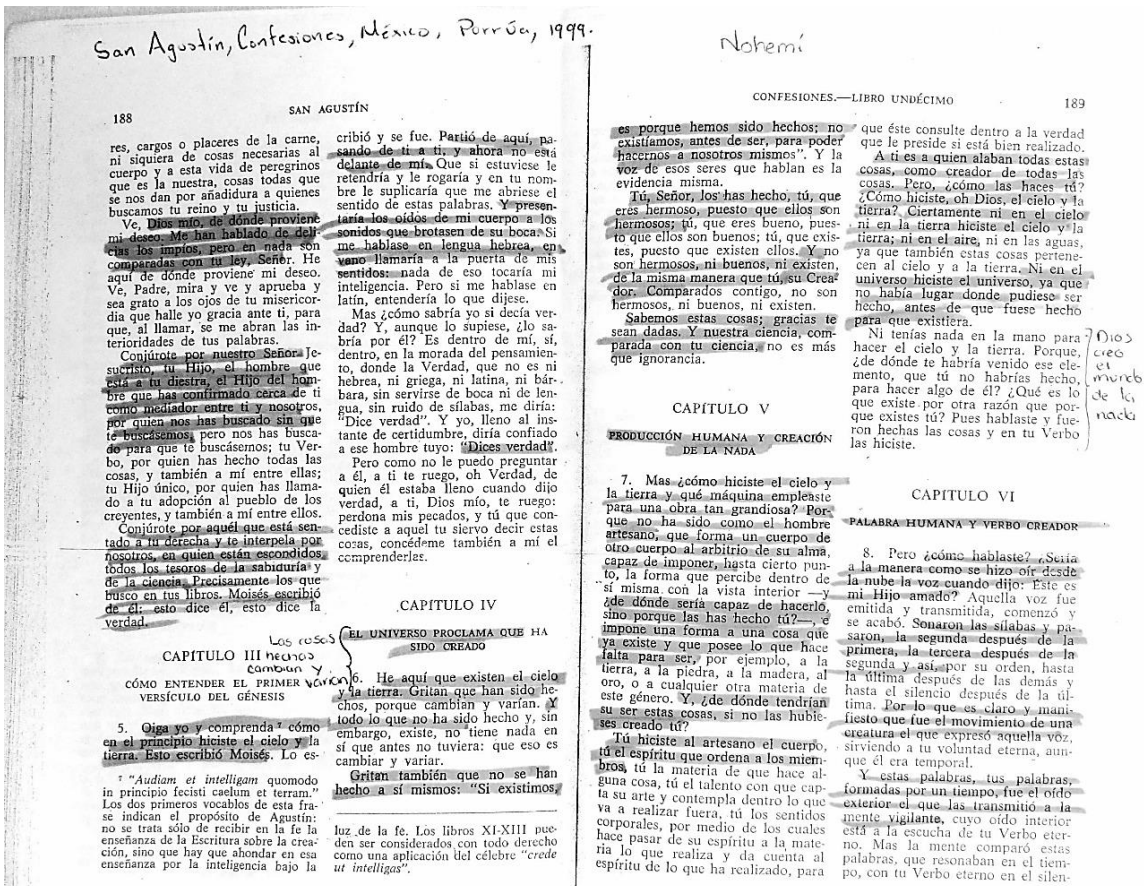 San Agustín, Confesiones, México, Porrúa, 1999.
Nohemí
188
SAN AGUSTÍN
res, cargos o placeres de la carne,
ni siquiera de cosas necesarias al
cuerpo y a esta vida de peregrinos
que es la nuestra, cosas todas que
se nos dan por añadidura a quienes
buscamos tu reino y tu justicia.
Ve, Dios mío, de dónde proviene
mi deseo. Me han hablado de deli-
cias los impíos, pero en nada son
comparadas con tu ley, Señor. He
aquí de dónde proviene mi deseo.
Ve, Padre, mira y ve y aprueba y
sea grato a los ojos de tu misericor-
dia que halle yo gracia ante ti, para
que, al llamar, se me abran las in-
terioridades de tus palabras.
Conjúrote por nuestro Señor Je-
sucristo, tu Hijo, el hombre que
está a tu diestra, el Hijo del hom-
bre que has confirmado cerca de ti
como mediador entre ti y nosotros,
por quien nos has buscado sin que
te buscásemos, pero nos has busca-
do para que te buscásemos; tu Ver-
bo, por quien has hecho todas las
cosas, y también a mí entre ellas;
tu Hijo único, por quien has llama-
do a tu adopción al pueblo de los
creyentes, y también a mí entre ellos.
Conjúrote por aquél que está sen-
tado a tu derecha y te interpela por
nosotros, en quien están escondidos
todos los tesoros de la sabiduría y
de la ciencia. Precisamente los que
busco en tus libros. Moisés escribió
de él: esto dice él, esto dice la
verdad.
CAPÍTULO III
CÓMO ENTENDER EL PRIMER
VERSÍCULO DEL GÉNESIS
5. Oiga yo y comprenda ⁷ cómo
en el principio hiciste el cielo y la
tierra. Esto escribió Moisés. Lo es-
⁷ "Audiam et intelligam quomodo
in principio fecisti caelum et terram."
Los dos primeros vocablos de esta fra-
se indican el propósito de Agustín:
no se trata sólo de recibir en la fe la
enseñanza de la Escritura sobre la crea-
ción, sino que hay que ahondar en esa
enseñanza por la inteligencia bajo la
cribió y se fue. Partió de aquí, pa-
sando de ti a ti, y ahora no está
delante de mí. Que si estuviese le
retendría y le rogaría y en tu nom-
bre le suplicaría que me abriese el
sentido de estas palabras. Y presen-
taría los oídos de mi cuerpo a los
sonidos que brotasen de su boca. Si
me hablase en lengua hebrea, en
vano llamaría a la puerta de mis
sentidos: nada de eso tocaría mi
inteligencia. Pero si me hablase en
latín, entendería lo que dijese.
Mas ¿cómo sabría yo si decía ver-
dad? Y, aunque lo supiese, ¿lo sa-
bría por él? Es dentro de mí, sí,
dentro, en la morada del pensamien-
to, donde la Verdad, que no es ni
hebrea, ni griega, ni latina, ni bár-
bara, sin servirse de boca ni de len-
gua, sin ruido de sílabas, me diría:
"Dice verdad". Y yo, lleno al ins-
tante de certidumbre, diría confiado
a ese hombre tuyo: "Dices verdad".
Pero como no le puedo preguntar
a él, a ti te ruego, oh Verdad, de
quien él estaba lleno cuando dijo
verdad, a ti, Dios mío, te ruego:
perdona mis pecados, y tú que con-
cediste a aquel tu siervo decir estas
cosas, concédeme también a mí el
comprenderlas.
CAPÍTULO IV
EL UNIVERSO PROCLAMA QUE HA
SIDO CREADO
Las cosas
hechas
cambian y
varían
6. He aquí que existen el cielo
y la tierra. Gritan que han sido he-
chos, porque cambian y varían. Y
todo lo que no ha sido hecho y, sin
embargo, existe, no tiene nada en
sí que antes no tuviera: que eso es
cambiar y variar.
Gritan también que no se han
hecho a sí mismos: "Si existimos,
luz de la fe. Los libros XI-XIII pue-
den ser considerados con todo derecho
como una aplicación del célebre "crede
ut intelligas".
CONFESIONES.—LIBRO UNDÉCIMO
189
es porque hemos sido hechos; no
existíamos, antes de ser, para poder
hacernos a nosotros mismos". Y la
voz de esos seres que hablan es la
evidencia misma.
Tú, Señor, los has hecho, tú, que
eres hermoso, puesto que ellos son
hermosos; tú, que eres bueno, pues-
to que ellos son buenos; tú, que exis-
tes, puesto que existen ellos. Y no
son hermosos, ni buenos, ni existen,
de la misma manera que tú, su Crea-
dor. Comparados contigo, no son
hermosos, ni buenos, ni existen.
Sabemos estas cosas; gracias te
sean dadas. Y nuestra ciencia, com-
parada con tu ciencia, no es más
que ignorancia.
CAPÍTULO V
PRODUCCIÓN HUMANA Y CREACIÓN
DE LA NADA
7. Mas ¿cómo hiciste el cielo y
la tierra y qué máquina empleaste
para una obra tan grandiosa? Por-
que no ha sido como el hombre
artesano, que forma un cuerpo de
otro cuerpo al arbitrio de su alma,
capaz de imponer, hasta cierto pun-
to, la forma que percibe dentro de
sí misma con la vista interior —y
¿de dónde sería capaz de hacerlo,
sino porque las has hecho tú?—, e
impone una forma a una cosa que
ya existe y que posee lo que hace
falta para ser, por ejemplo, a la
tierra, a la piedra, a la madera, al
oro, o a cualquier otra materia de
este género. Y, ¿de dónde tendrían
su ser estas cosas, si no las hubie-
ses creado tú?
Tú hiciste al artesano el cuerpo,
tú el espíritu que ordena a los miem-
bros, tú la materia de que hace al-
guna cosa, tú el talento con que cap-
ta su arte y contempla dentro lo que
va a realizar fuera, tú los sentidos
corporales, por medio de los cuales
hace pasar de su espíritu a la mate-
ria lo que realiza y da cuenta al
espíritu de lo que ha realizado, para
que éste consulte dentro a la verdad
que le preside si está bien realizado.
A ti es a quien alaban todas estas
cosas, como creador de todas las
cosas. Pero, ¿cómo las haces tú?
¿Cómo hiciste, oh Dios, el cielo y la
tierra? Ciertamente ni en el cielo
ni en la tierra hiciste el cielo y la
tierra; ni en el aire, ni en las aguas,
ya que también estas cosas pertene-
cen al cielo y a la tierra. Ni en el
universo hiciste el universo, ya que
no había lugar donde pudiese ser
hecho, antes de que fuese hecho
para que existiera.
Ni tenías nada en la mano para
hacer el cielo y la tierra. Porque,
¿de dónde te habría venido ese ele-
mento, que tú no habrías hecho,
para hacer algo de él? ¿Qué es lo
que existe por otra razón que por-
que existes tú? Pues hablaste y fue-
ron hechas las cosas y en tu Verbo
las hiciste.
Dios
creó
el
mundo
de la
nada
CAPITULO VI
PALABRA HUMANA Y VERBO CREADOR
8. Pero ¿cómo hablaste? ¿Sería
a la manera como se hizo oír desde
la nube la voz cuando dijo: Éste es
mi Hijo amado? Aquella voz fue
emitida y transmitida, comenzó y
se acabó. Sonaron las sílabas y pa-
saron, la segunda después de la
primera, la tercera después de la
segunda y así, por su orden, hasta
la última después de las demás y
hasta el silencio después de la úl-
tima. Por lo que es claro y mani-
fiesto que fue el movimiento de una
creatura el que expresó aquella voz,
sirviendo a tu voluntad eterna, aun-
que él era temporal.
Y estas palabras, tus palabras,
formadas por un tiempo, fue el oído
exterior el que las transmitió a la
mente vigilante, cuyo oído interior
está a la escucha de tu Verbo eter-
no. Mas la mente comparó estas
palabras, que resonaban en el tiem-
po, con tu Verbo eterno en el silen-